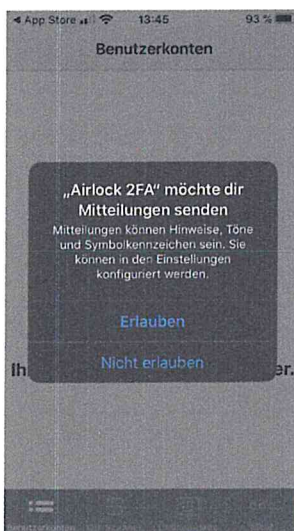 App Store 13:45 93 %
Benutzerkonten
„Airlock 2FA“ möchte dir
Mitteilungen senden
Mitteilungen können Hinweise, Töne
und Symbolkennzeichen sein. Sie
können in den Einstellungen
konfiguriert werden.
Erlauben
Nicht erlauben
Ih er.
Benutzerkonten